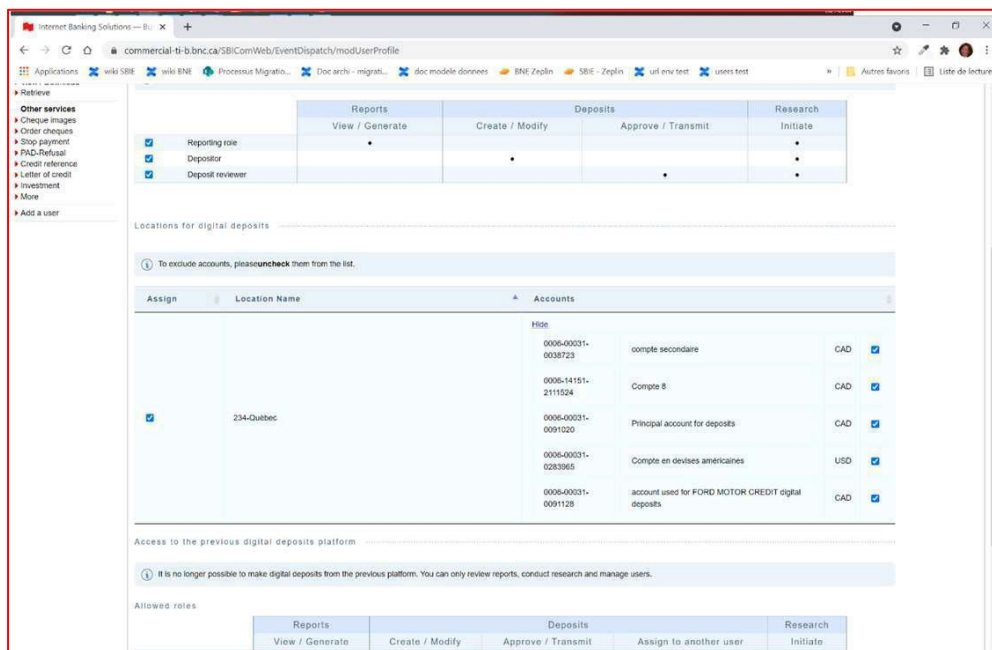 Internet Banking Solutions — Bu
commercial-ti-b.bnc.ca/SBIComWeb/EventDispatch/modUserProfile
Applications wiki SBIE wiki BNE Processus Migratio... Doc archi - migrati... doc modele donnees BNE Zeplin SBIE - Zeplin url env test users test » Autres favoris Liste de lecture
Retrieve
Other services
Cheque images
Order cheques
Stop payment
PAD-Refusal
Credit reference
Letter of credit
Investment
More
Add a user
Reports Deposits Research
View / Generate Create / Modify Approve / Transmit Initiate
Reporting role • •
Depositor • •
Deposit reviewer • •
Locations for digital deposits
To exclude accounts, pleaseuncheck them from the list.
Assign Location Name Accounts
Hide
234-Québec
0006-00031-
0038723
compte secondaire CAD
0006-14151-
2111524
Compte 8 CAD
0006-00031-
0091020
Principal account for deposits CAD
0006-00031-
0283965
Compte en devises américaines USD
0006-00031-
0091128
account used for FORD MOTOR CREDIT digital
deposits
CAD
Access to the previous digital deposits platform
It is no longer possible to make digital deposits from the previous platform. You can only review reports, conduct research and manage users.
Allowed roles
Reports Deposits Research
View / Generate Create / Modify Approve / Transmit Assign to another user Initiate